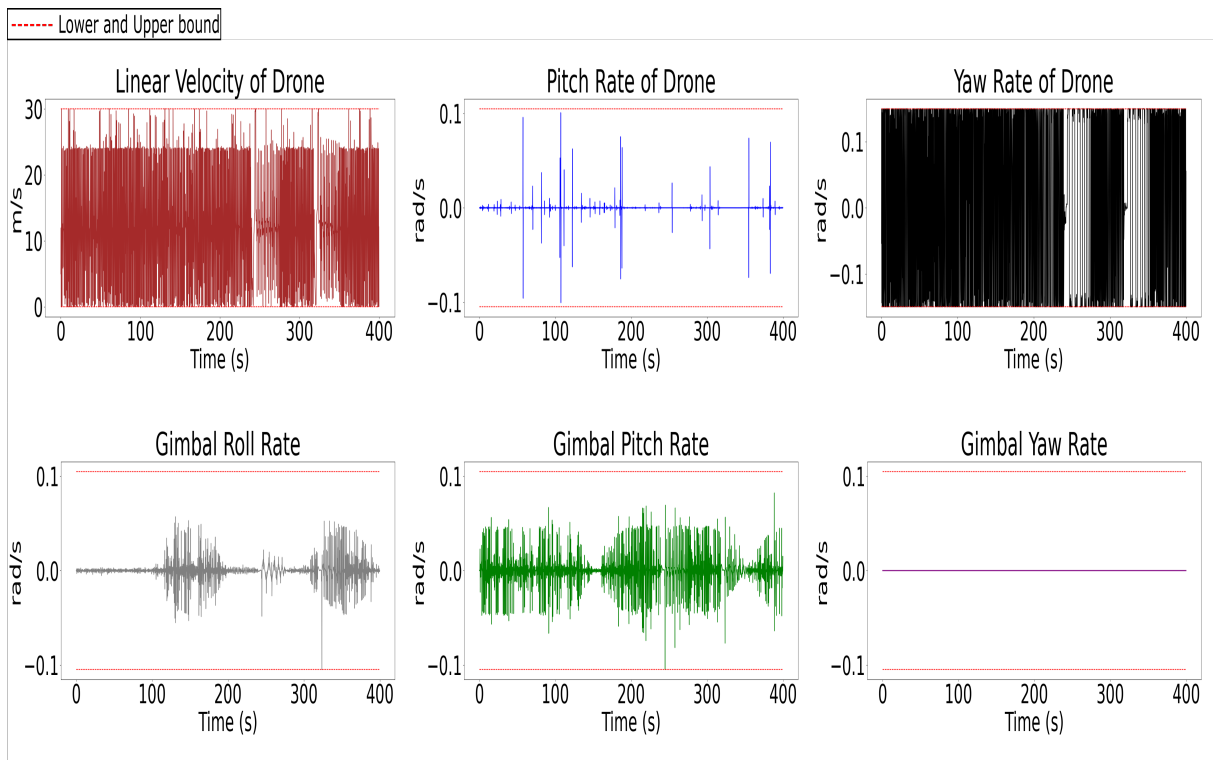 Lower and Upper bound
Linear Velocity of Drone
Pitch Rate of Drone
Yaw Rate of Drone
30
20
10
0
m/s
0 100 200 300 400
Time (s)
0.1
0.0
−0.1
rad/s
0 100 200 300 400
Time (s)
0.1
0.0
−0.1
rad/s
0 100 200 300 400
Time (s)
Gimbal Roll Rate
Gimbal Pitch Rate
Gimbal Yaw Rate
0.1
0.0
−0.1
rad/s
0 100 200 300 400
Time (s)
0.1
0.0
−0.1
rad/s
0 100 200 300 400
Time (s)
0.1
0.0
−0.1
rad/s
0 100 200 300 400
Time (s)